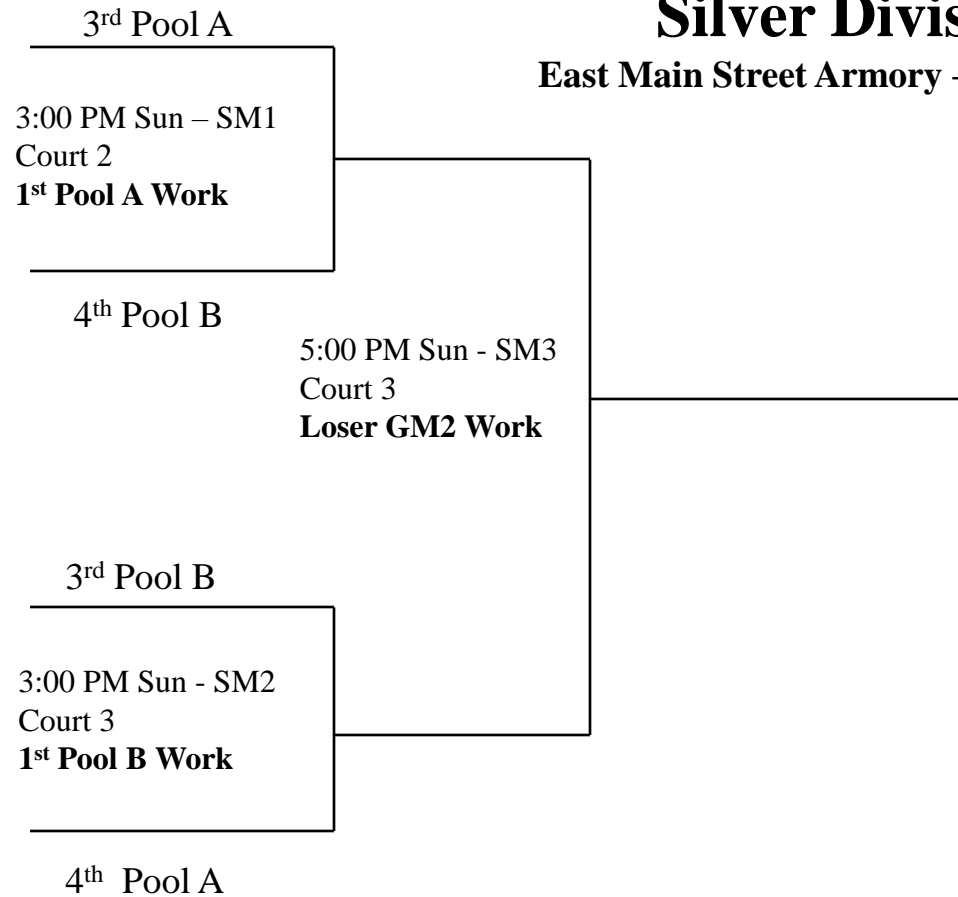 Silver Divis
East Main Street Armory -
3rd Pool A
3:00 PM Sun – SM1
Court 2
1st Pool A Work
4th Pool B
5:00 PM Sun - SM3
Court 3
Loser GM2 Work
3rd Pool B
3:00 PM Sun - SM2
Court 3
1st Pool B Work
4th Pool A